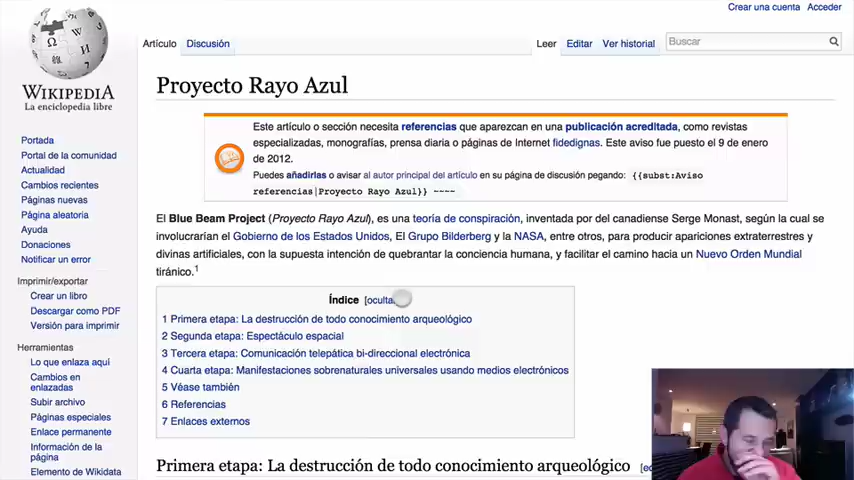 Crear una cuenta Acceder
Artículo Discusión Leer Editar Ver historial Buscar
WIKIPEDIA
La enciclopedia libre
Portada
Portal de la comunidad
Actualidad
Cambios recientes
Páginas nuevas
Página aleatoria
Ayuda
Donaciones
Notificar un error
Imprimir/exportar
Crear un libro
Descargar como PDF
Versión para imprimir
Herramientas
Lo que enlaza aquí
Cambios en
enlazadas
Subir archivo
Páginas especiales
Enlace permanente
Información de la
página
Elemento de Wikidata
Proyecto Rayo Azul
Este artículo o sección necesita referencias que aparezcan en una publicación acreditada, como revistas
especializadas, monografías, prensa diaria o páginas de Internet fidedignas. Este aviso fue puesto el 9 de enero
de 2012.
Puedes añadirlas o avisar al autor principal del artículo en su página de discusión pegando: {{subst:Aviso
referencias|Proyecto Rayo Azul}} ~~~~
El Blue Beam Project (Proyecto Rayo Azul), es una teoría de conspiración, inventada por del canadiense Serge Monast, según la cual se
involucrarían el Gobierno de los Estados Unidos, El Grupo Bilderberg y la NASA, entre otros, para producir apariciones extraterrestres y
divinas artificiales, con la supuesta intención de quebrantar la conciencia humana, y facilitar el camino hacia un Nuevo Orden Mundial
tiránico.1
Índice [oculta
1 Primera etapa: La destrucción de todo conocimiento arqueológico
2 Segunda etapa: Espectáculo espacial
3 Tercera etapa: Comunicación telepática bi-direccional electrónica
4 Cuarta etapa: Manifestaciones sobrenaturales universales usando medios electrónicos
5 Véase también
6 Referencias
7 Enlaces externos
Primera etapa: La destrucción de todo conocimiento arqueológico